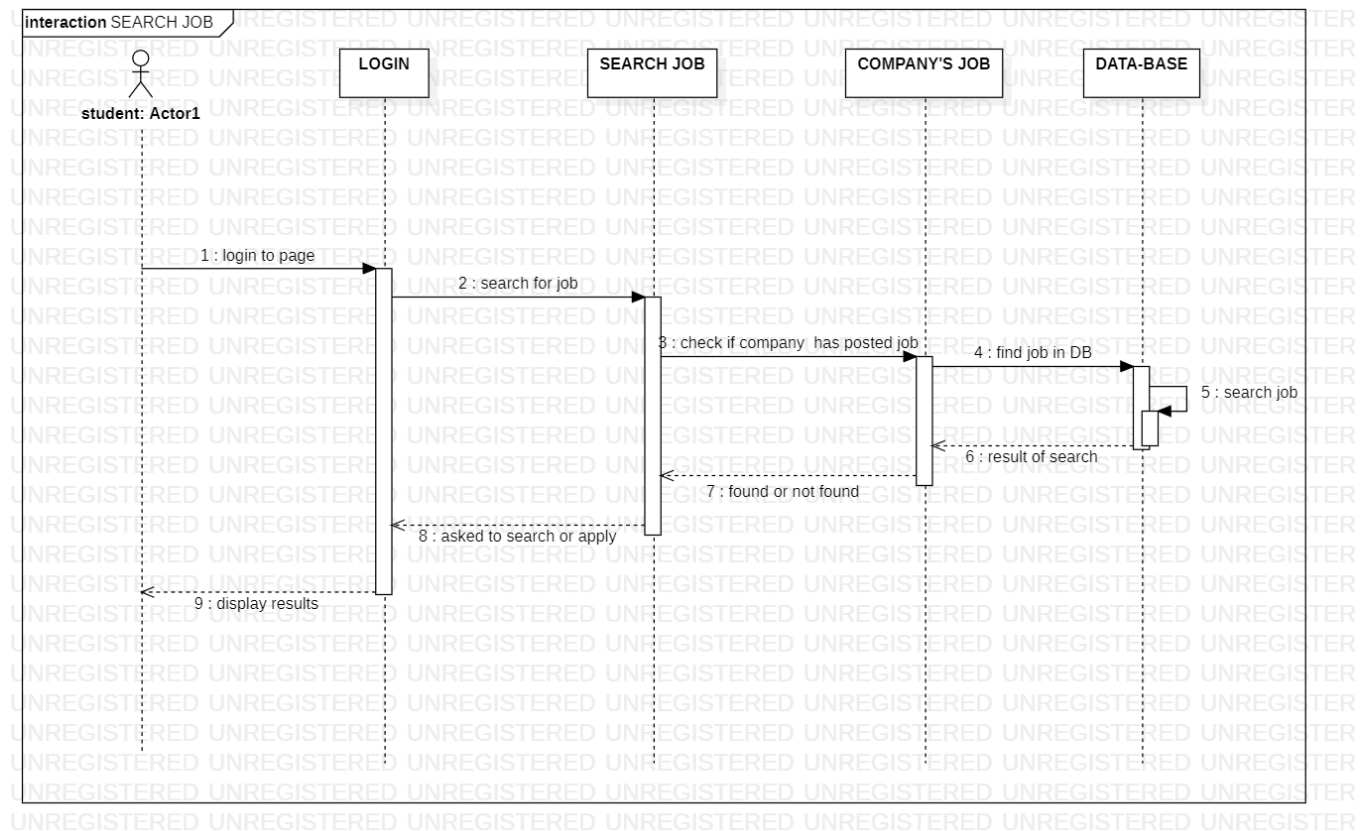 interaction SEARCH JOB
LOGIN
SEARCH JOB
COMPANY'S JOB
DATA-BASE
student: Actor1
1 : login to page
2 : search for job
3 : check if company  has posted job
4 : find job in DB
5 : search job
6 : result of search
7 : found or not found
8 : asked to search or apply
9 : display results
UNREGISTERED